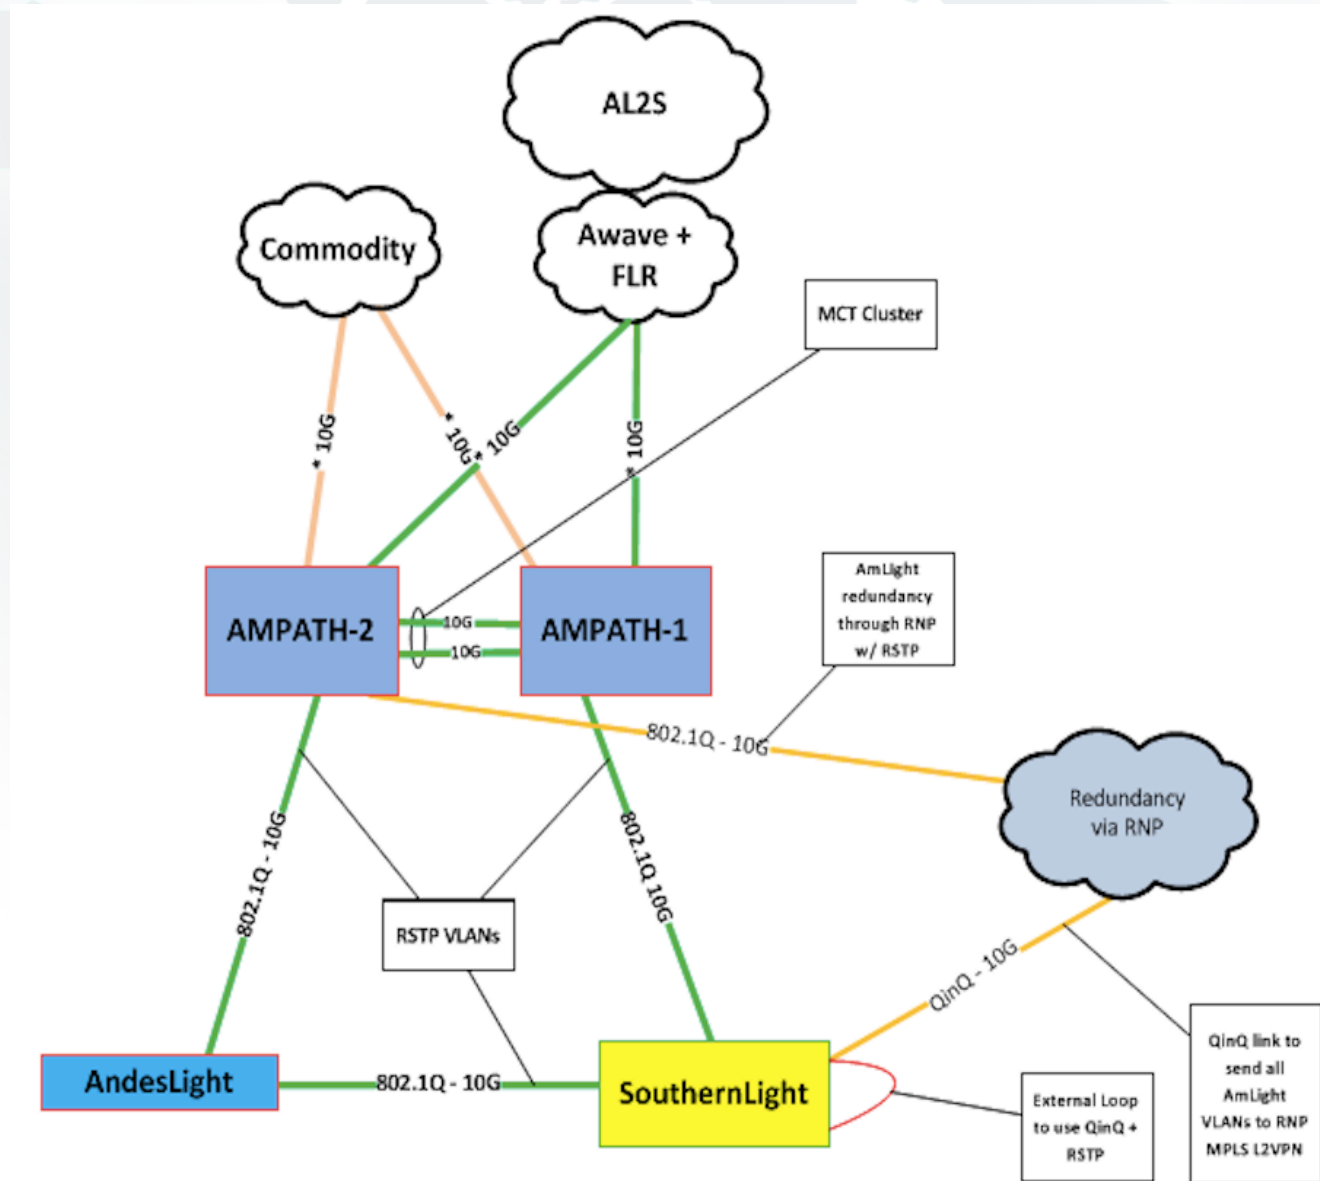 AL2S
Commodity
Awave +
FLR
MCT Cluster
* 10G
* 10G
* 10G
* 10G
AMPATH-2
10G
10G
AMPATH-1
AmLight
redundancy
through RNP
w/ RSTP
802.1Q - 10G
Redundancy
via RNP
802.1Q - 10G
802.1Q 10G
RSTP VLANs
QinQ - 10G
AndesLight
802.1Q - 10G
SouthernLight
External Loop
to use QinQ +
RSTP
QinQ link to
send all
AmLight
VLANs to RNP
MPLS L2VPN